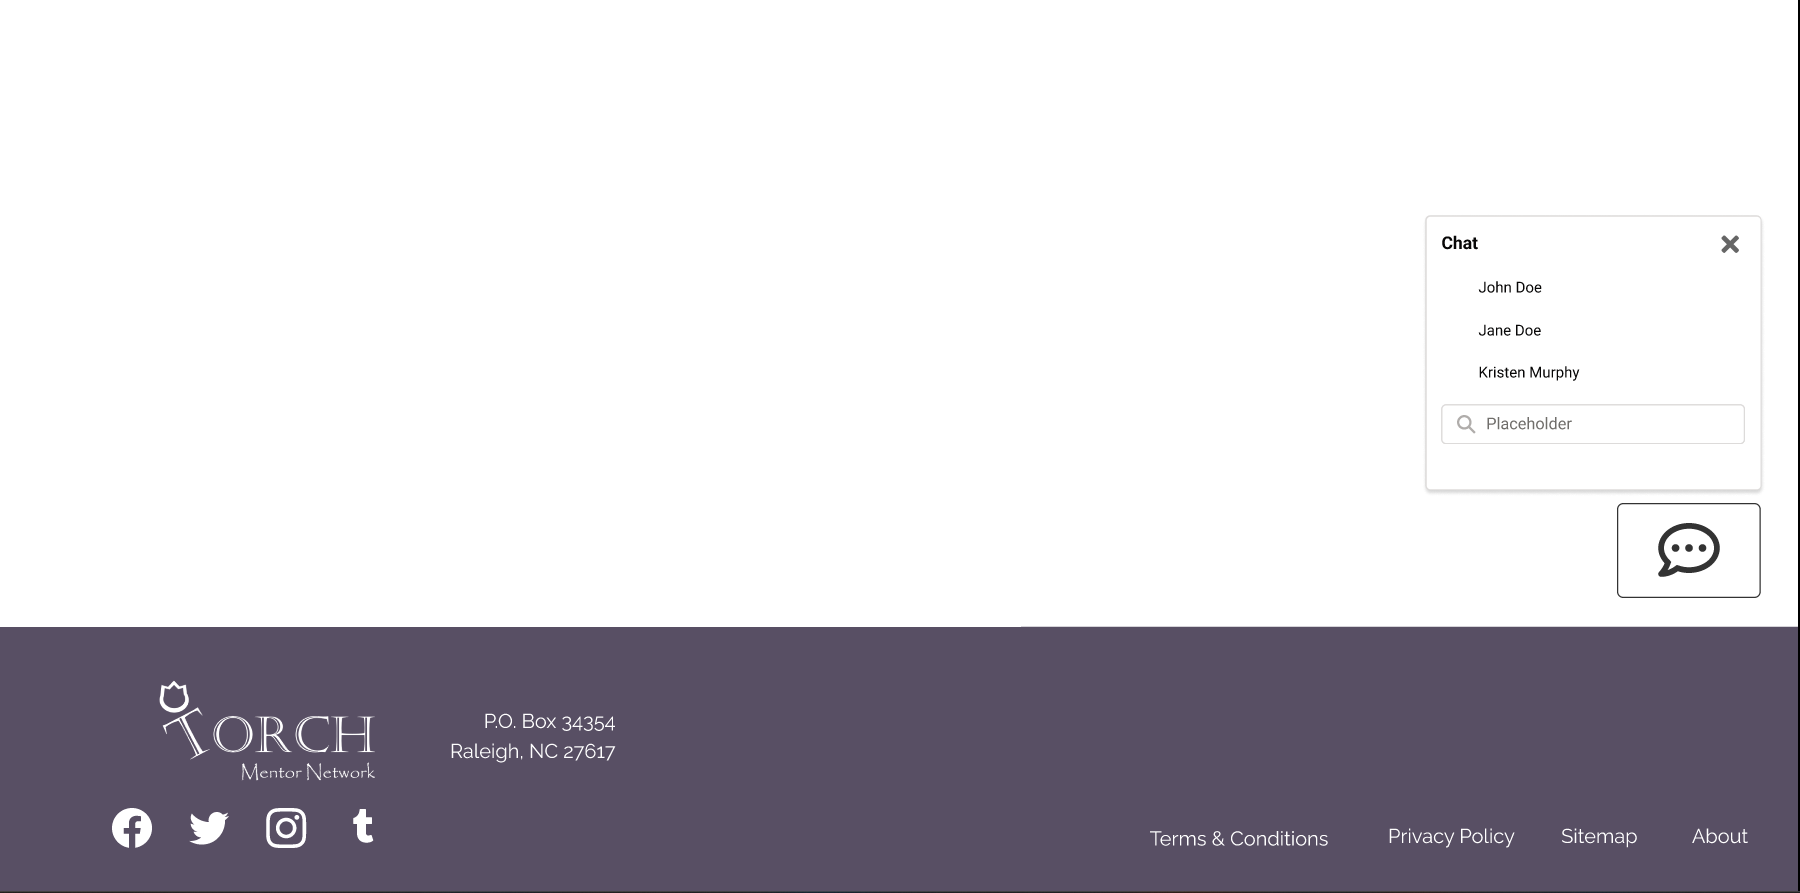 Chat
John Doe
Jane Doe
Kristen Murphy
Placeholder
TORCH
Mentor Network
P.O. Box 34354
Raleigh, NC 27617
Terms & Conditions
Privacy Policy
Sitemap
About